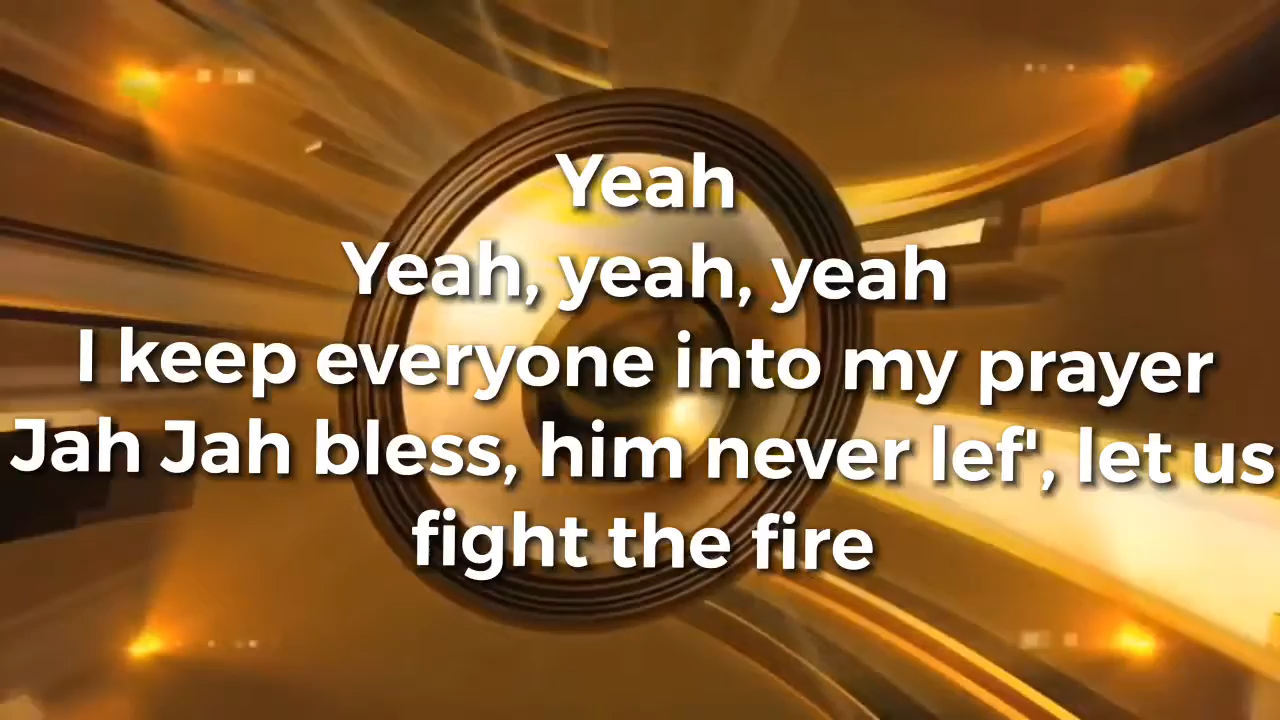 Yeah
Yeah, yeah, yeah
I keep everyone into my prayer
Jah Jah bless, him never lef', let us
fight the fire